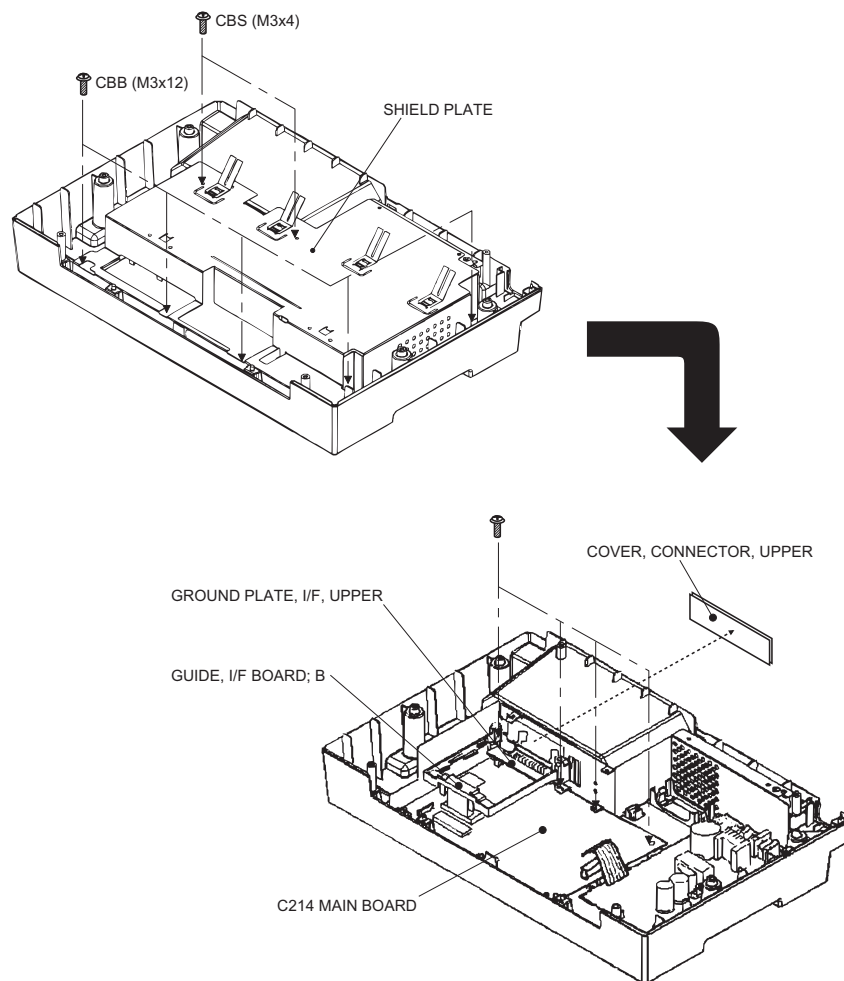 CBS (M3x4)
CBB (M3x12)
SHIELD PLATE
COVER, CONNECTOR, UPPER
GROUND PLATE, I/F, UPPER
GUIDE, I/F BOARD; B
C214 MAIN BOARD